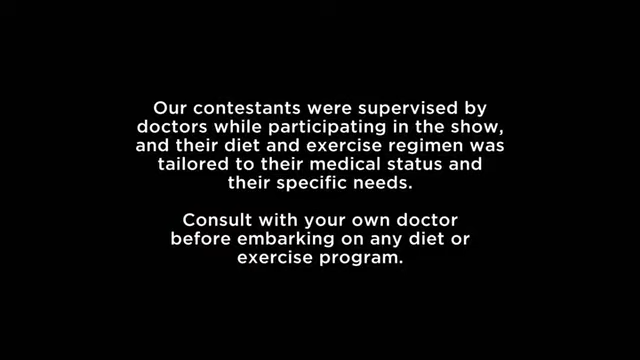 Our contestants were supervised by
doctors while participating in the show,
and their diet and exercise regimen was
tailored to their medical status and
their specific needs.
Consult with your own doctor
before embarking on any diet or
exercise program.